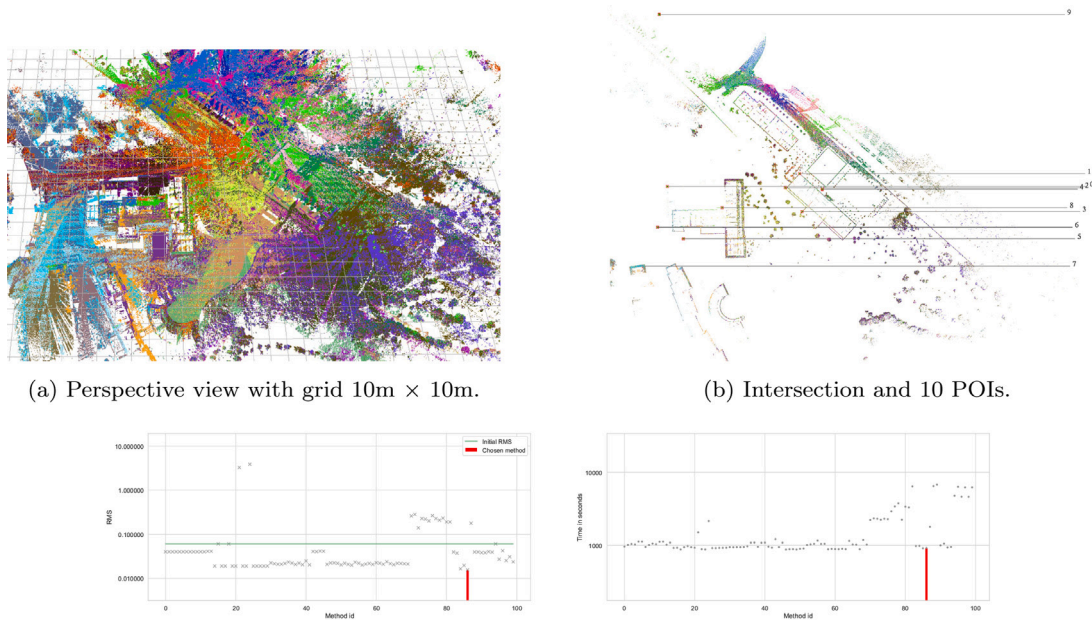 9
1
4 2 0
8
3
6
5
7
(a) Perspective view with grid 10m × 10m.
(b) Intersection and 10 POIs.
10.000000
1.000000
0.100000
0.010000
RMS
Initial RMS
Chosen method
0 20 40 60 80 100
Method id
10000
1000
Time in seconds
0 20 40 60 80 100
Method id